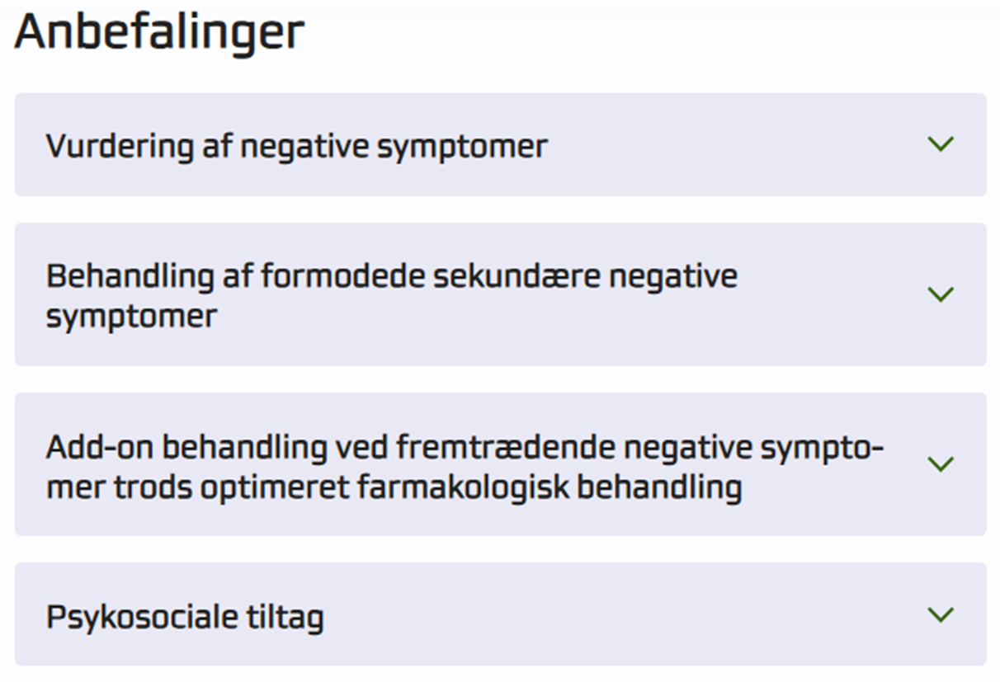 Anbefalinger
Vurdering af negative symptomer
Behandling af formodede sekundære negative
symptomer
Add-on behandling ved fremtrædende negative sympto-
mer trods optimeret farmakologisk behandling
Psykosociale tiltag